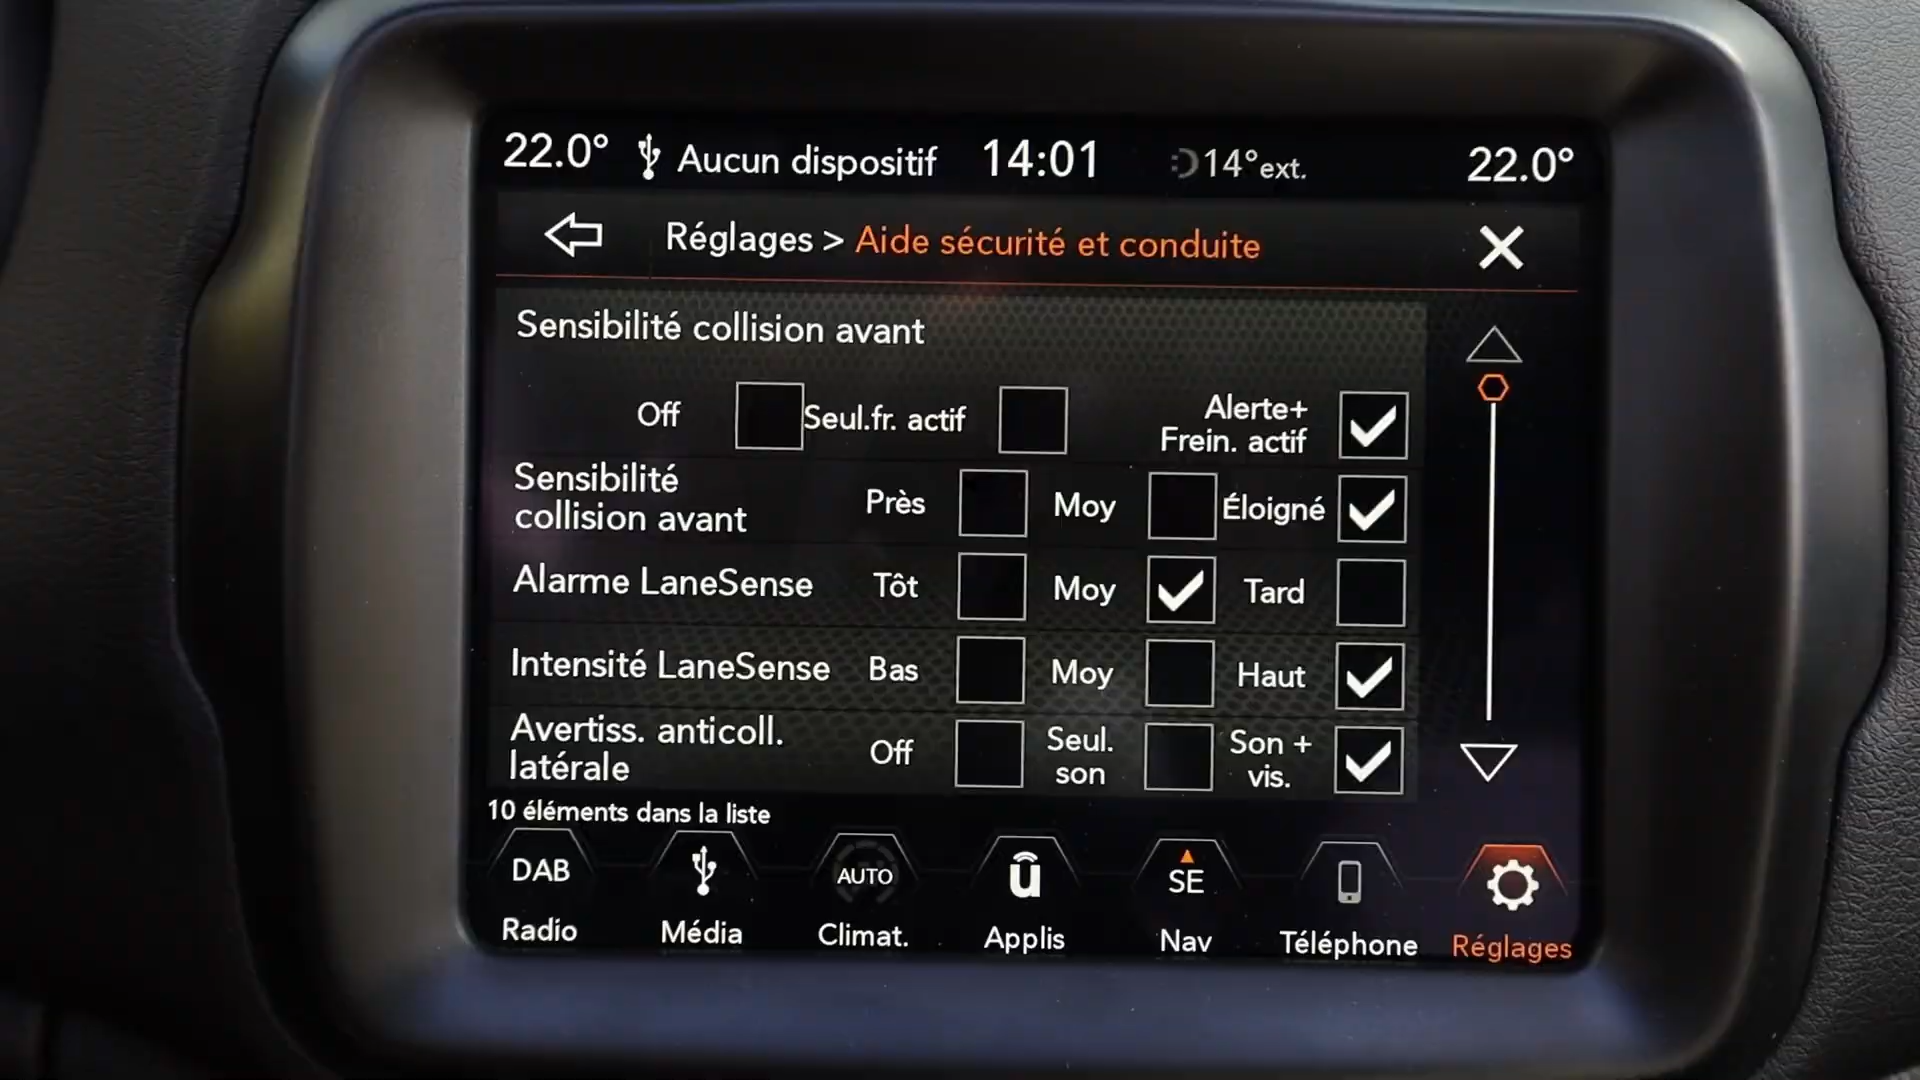 22.0° Aucun dispositif 14:01 14°ext. 22.0°
Réglages > Aide sécurité et conduite
Sensibilité collision avant
Off Seul.fr. actif Alerte+
Frein. actif
Sensibilité
collision avant Près Moy Éloigné
Alarme LaneSense Tôt Moy Tard
Intensité LaneSense Bas Moy Haut
Avertiss. anticoll.
latérale Off Seul.
son Son +
vis.
10 éléments dans la liste
DAB AUTO ū SE
Radio Média Climat. Applis Nav Téléphone Réglages